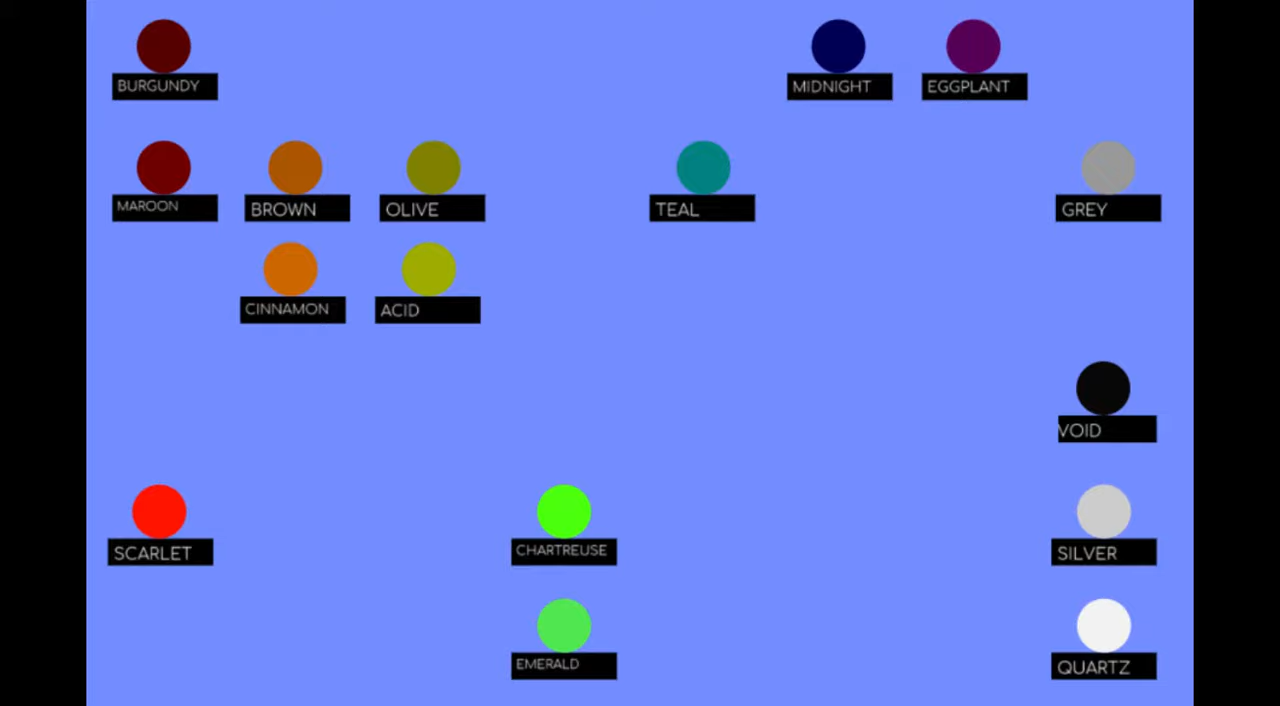 BURGUNDY
MIDNIGHT
EGGPLANT
MAROON
BROWN
OLIVE
TEAL
GREY
CINNAMON
ACID
VOID
SCARLET
CHARTREUSE
SILVER
EMERALD
QUARTZ